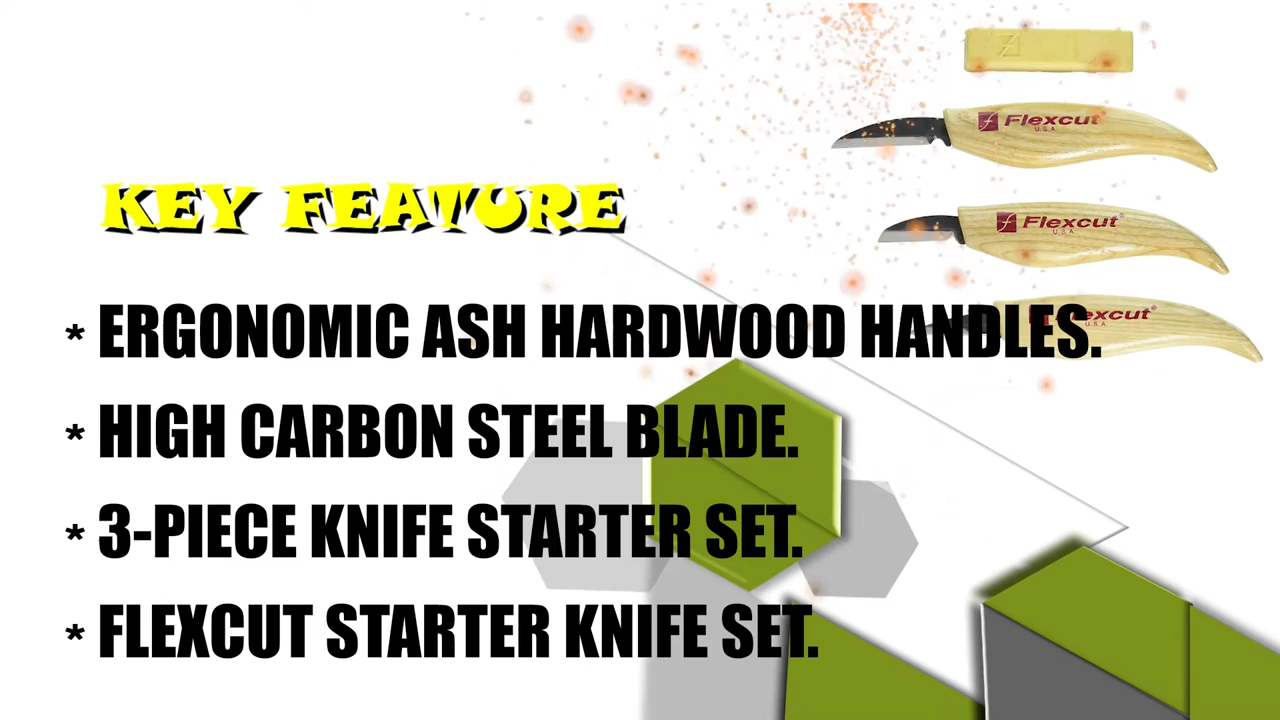 Flexcut
U.S.A
KEY FEATURE
Flexcut
U.S.A
Flexcut
U.S.A
* ERGONOMIC ASH HARDWOOD HANDLES.
* HIGH CARBON STEEL BLADE.
* 3-PIECE KNIFE STARTER SET.
* FLEXCUT STARTER KNIFE SET.